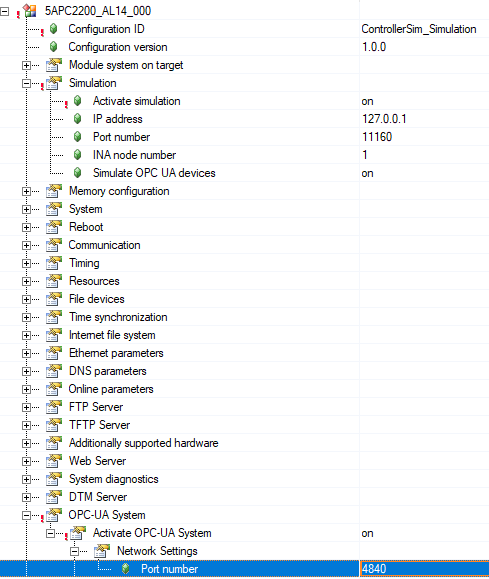 5APC2200_AL14_000
Configuration ID ControllerSim_Simulation
Configuration version 1.0.0
Module system on target
Simulation
Activate simulation on
IP address 127.0.0.1
Port number 11160
INA node number 1
Simulate OPC UA devices on
Memory configuration
System
Reboot
Communication
Timing
Resources
File devices
Time synchronization
Internet file system
Ethernet parameters
DNS parameters
Online parameters
FTP Server
TFTP Server
Additionally supported hardware
Web Server
System diagnostics
DTM Server
OPC-UA System
Activate OPC-UA System on
Network Settings
Port number 4840